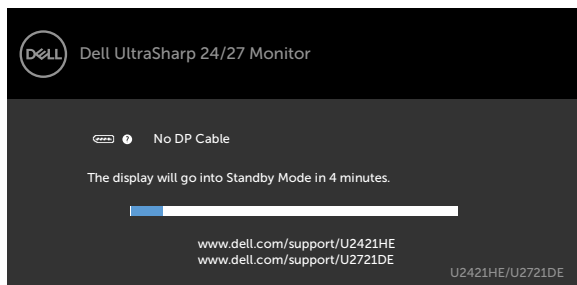 DELL
Dell UltraSharp 24/27 Monitor
No DP Cable
The display will go into Standby Mode in 4 minutes.
www.dell.com/support/U2421HE
www.dell.com/support/U2721DE
U2421HE/U2721DE